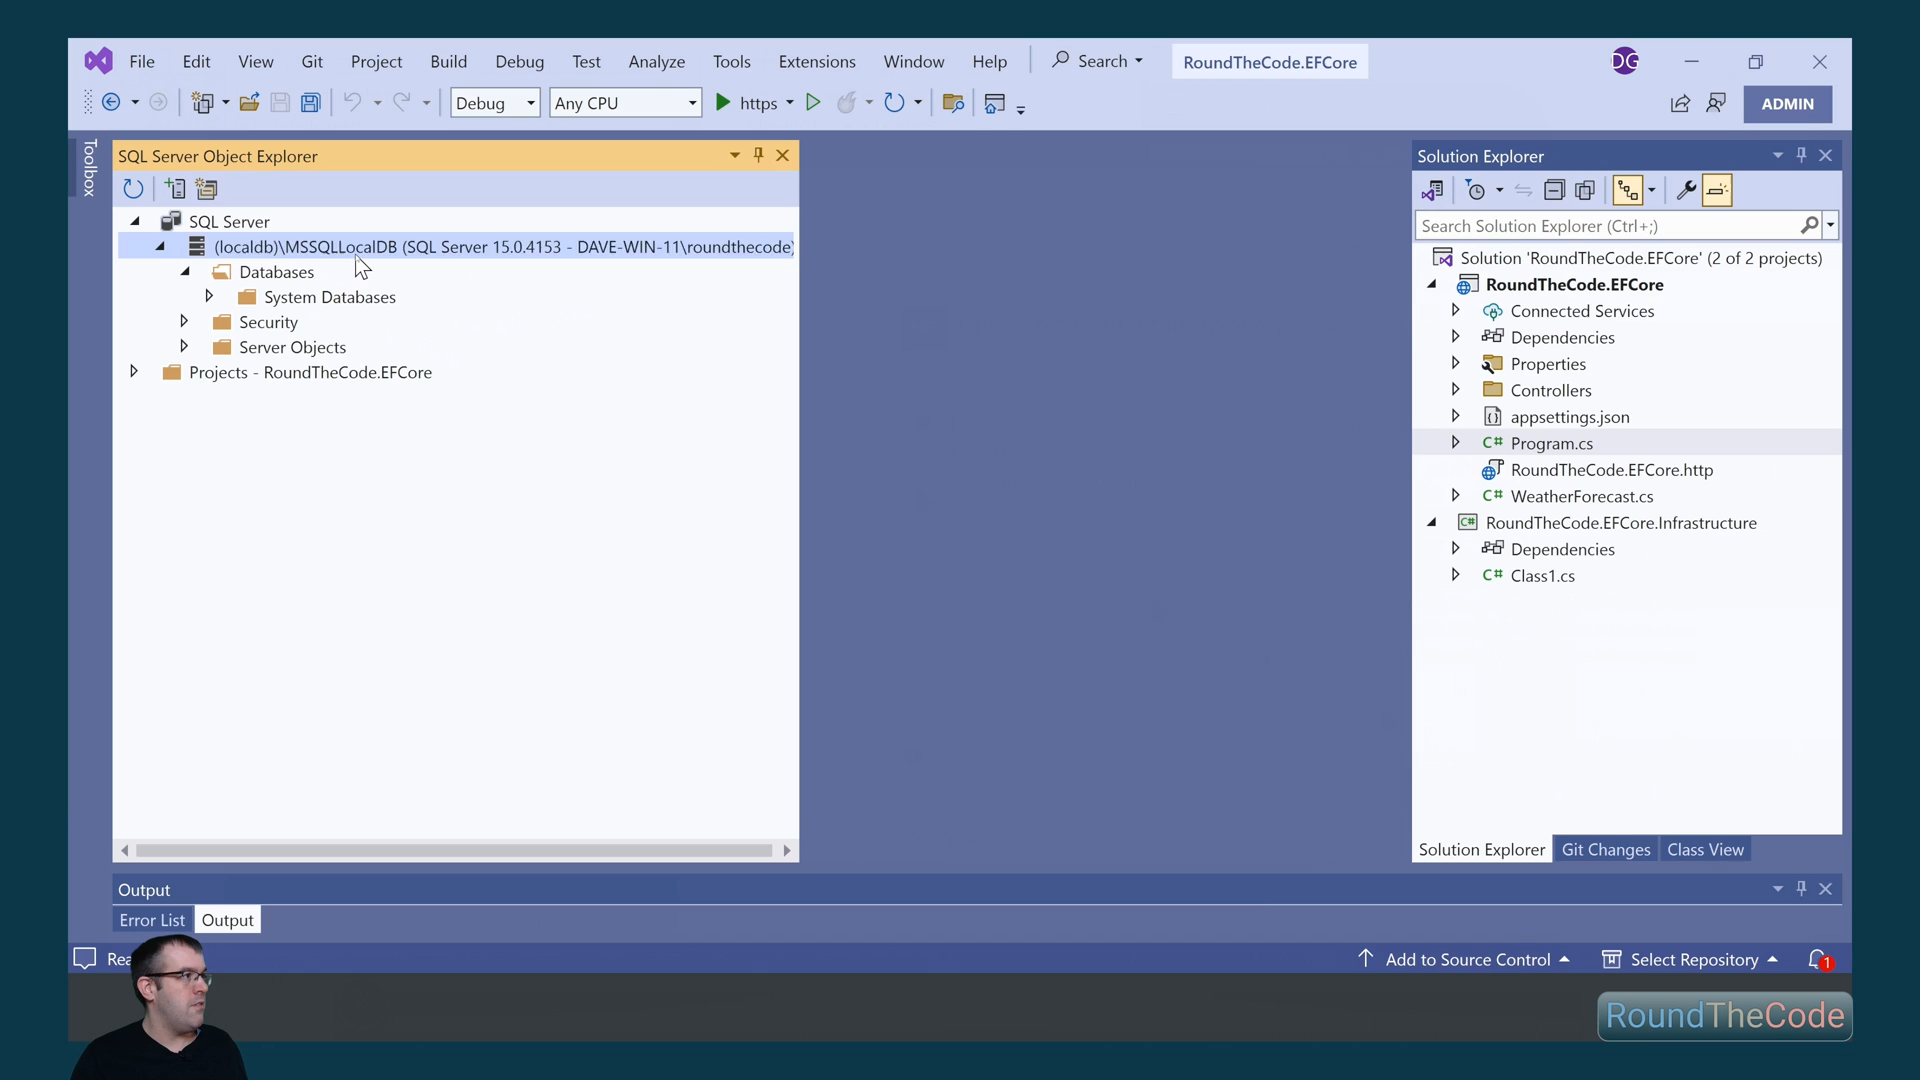 File Edit View Git Project Build Debug Test Analyze Tools Extensions Window Help Search RoundTheCode.EFCore DG
Debug Any CPU https ADMIN
Toolbox
SQL Server Object Explorer
SQL Server
(localdb)\MSSQLLocalDB (SQL Server 15.0.4153 - DAVE-WIN-11\roundthecode)
Databases
System Databases
Security
Server Objects
Projects - RoundTheCode.EFCore
Solution Explorer
Search Solution Explorer (Ctrl+;)
Solution 'RoundTheCode.EFCore' (2 of 2 projects)
RoundTheCode.EFCore
Connected Services
Dependencies
Properties
Controllers
appsettings.json
C# Program.cs
RoundTheCode.EFCore.http
C# WeatherForecast.cs
C# RoundTheCode.EFCore.Infrastructure
Dependencies
C# Class1.cs
Solution Explorer Git Changes Class View
Output
Error List Output
Add to Source Control Select Repository 1
RoundTheCode